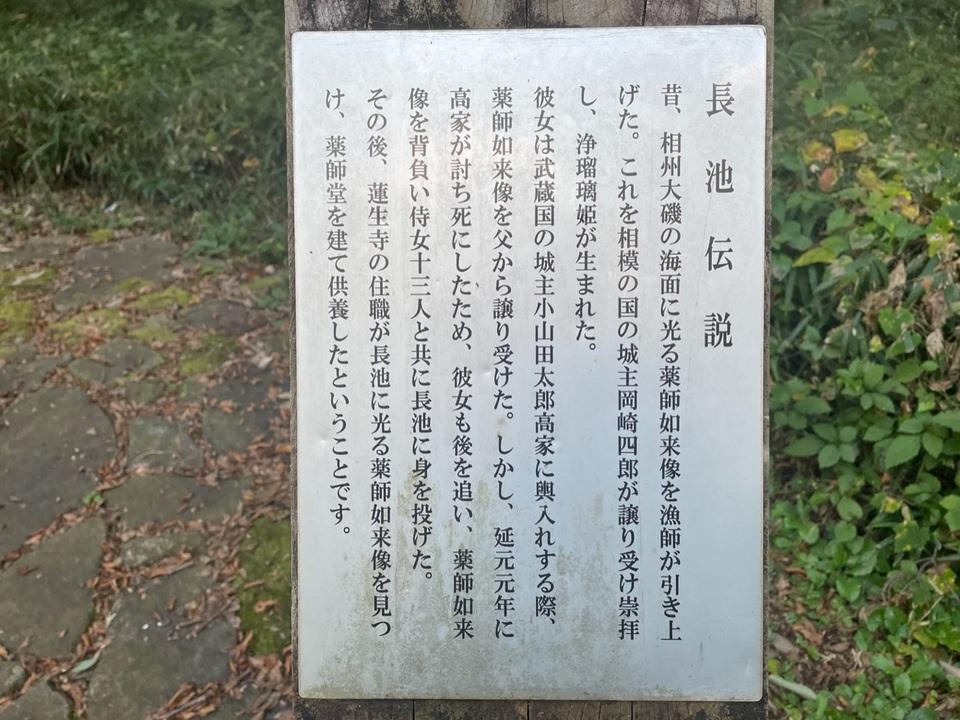 長池伝説
昔、相州大磯の海面に光る薬師如来像を漁師が引き上
げた。これを相模の国の城主岡崎四郎が譲り受け崇拝
し、浄瑠璃姫が生まれた。
彼女は武蔵国の城主小山田太郎高家に輿入れする際、
薬師如来像を父から譲り受けた。しかし、延元元年に
高家が討ち死にしたため、彼女も後を追い、薬師如来
像を背負い侍女十三人と共に長池に身を投げた。
その後、蓮生寺の住職が長池に光る薬師如来像を見つ
け、薬師堂を建て供養したということです。